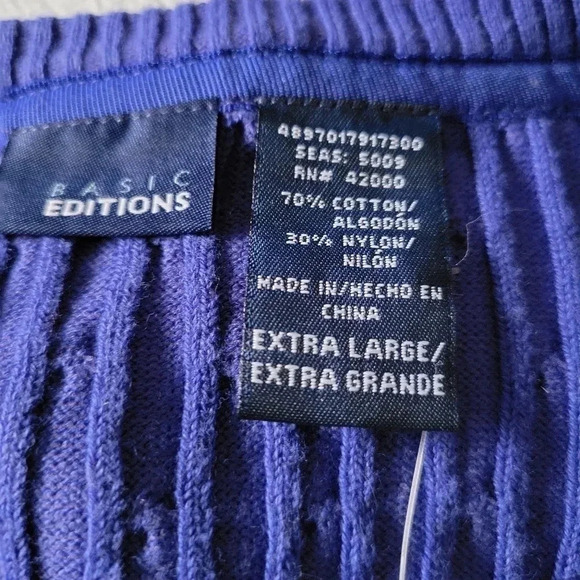 BASIC
EDITIONS
4897017917300
SEAS: 5009
RN# 42000
70% COTTON/
ALGODÓN
30% NYLON/
NILÓN
MADE IN/HECHO EN
CHINA
EXTRA LARGE/
EXTRA GRANDE